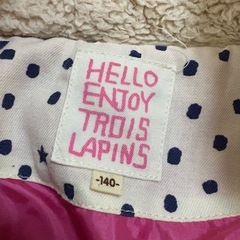 HELLO
ENJOY
TROIS
LAPINS
-140-